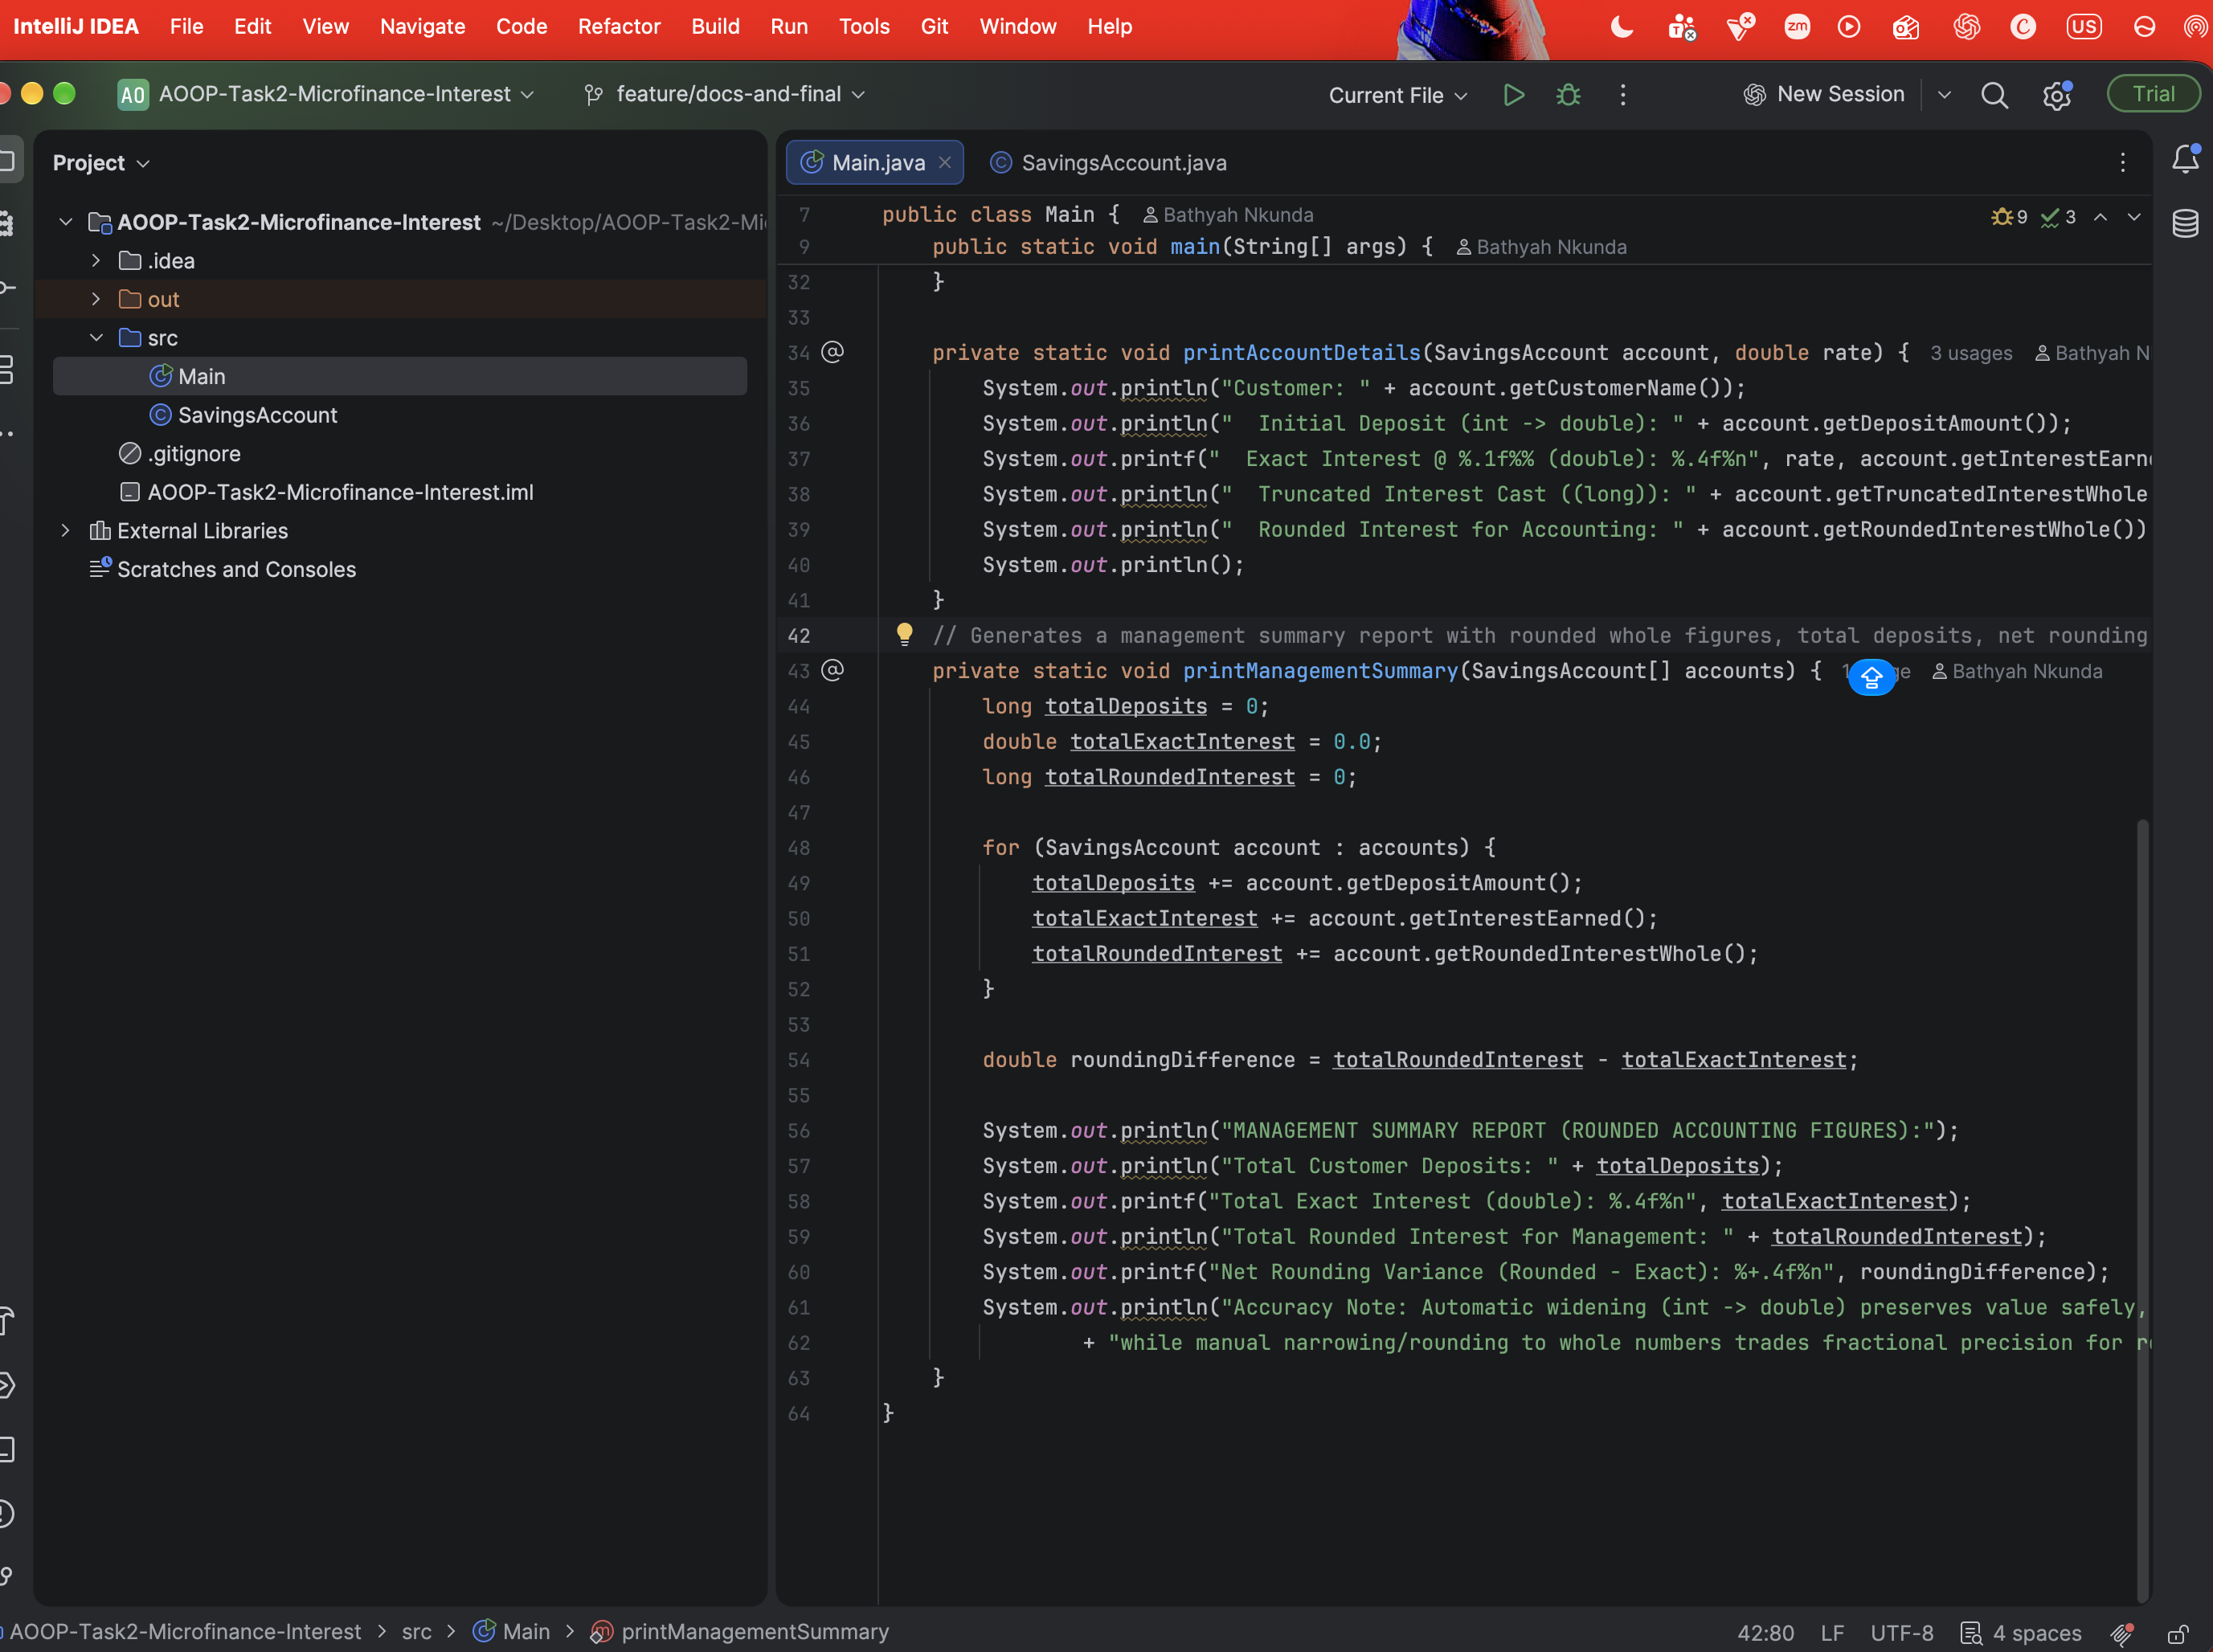 IntelliJ IDEA File Edit View Navigate Code Refactor Build Run Tools Git Window Help zm US
AO AOOP-Task2-Microfinance-Interest feature/docs-and-final Current File New Session Trial
Project
AOOP-Task2-Microfinance-Interest ~/Desktop/AOOP-Task2-Mi
.idea
out
src
Main
SavingsAccount
.gitignore
AOOP-Task2-Microfinance-Interest.iml
External Libraries
Scratches and Consoles
Main.java SavingsAccount.java
7 public class Main { Bathyah Nkunda 9 3
9 public static void main(String[] args) { Bathyah Nkunda
32 }
33
34 private static void printAccountDetails(SavingsAccount account, double rate) { 3 usages Bathyah N
35 System.out.println("Customer: " + account.getCustomerName());
36 System.out.println("  Initial Deposit (int -> double): " + account.getDepositAmount());
37 System.out.printf("  Exact Interest @ %.1f%% (double): %.4f%n", rate, account.getInterestEarn
38 System.out.println("  Truncated Interest Cast ((long)): " + account.getTruncatedInterestWhole
39 System.out.println("  Rounded Interest for Accounting: " + account.getRoundedInterestWhole())
40 System.out.println();
41 }
42 // Generates a management summary report with rounded whole figures, total deposits, net rounding
43 private static void printManagementSummary(SavingsAccount[] accounts) { Bathyah Nkunda
44 long totalDeposits = 0;
45 double totalExactInterest = 0.0;
46 long totalRoundedInterest = 0;
47
48 for (SavingsAccount account : accounts) {
49 totalDeposits += account.getDepositAmount();
50 totalExactInterest += account.getInterestEarned();
51 totalRoundedInterest += account.getRoundedInterestWhole();
52 }
53
54 double roundingDifference = totalRoundedInterest - totalExactInterest;
55
56 System.out.println("MANAGEMENT SUMMARY REPORT (ROUNDED ACCOUNTING FIGURES):");
57 System.out.println("Total Customer Deposits: " + totalDeposits);
58 System.out.printf("Total Exact Interest (double): %.4f%n", totalExactInterest);
59 System.out.println("Total Rounded Interest for Management: " + totalRoundedInterest);
60 System.out.printf("Net Rounding Variance (Rounded - Exact): %+.4f%n", roundingDifference);
61 System.out.println("Accuracy Note: Automatic widening (int -> double) preserves value safely,
62 + "while manual narrowing/rounding to whole numbers trades fractional precision for
63 }
64 }
AOOP-Task2-Microfinance-Interest > src > Main > printManagementSummary 42:80 LF UTF-8 4 spaces